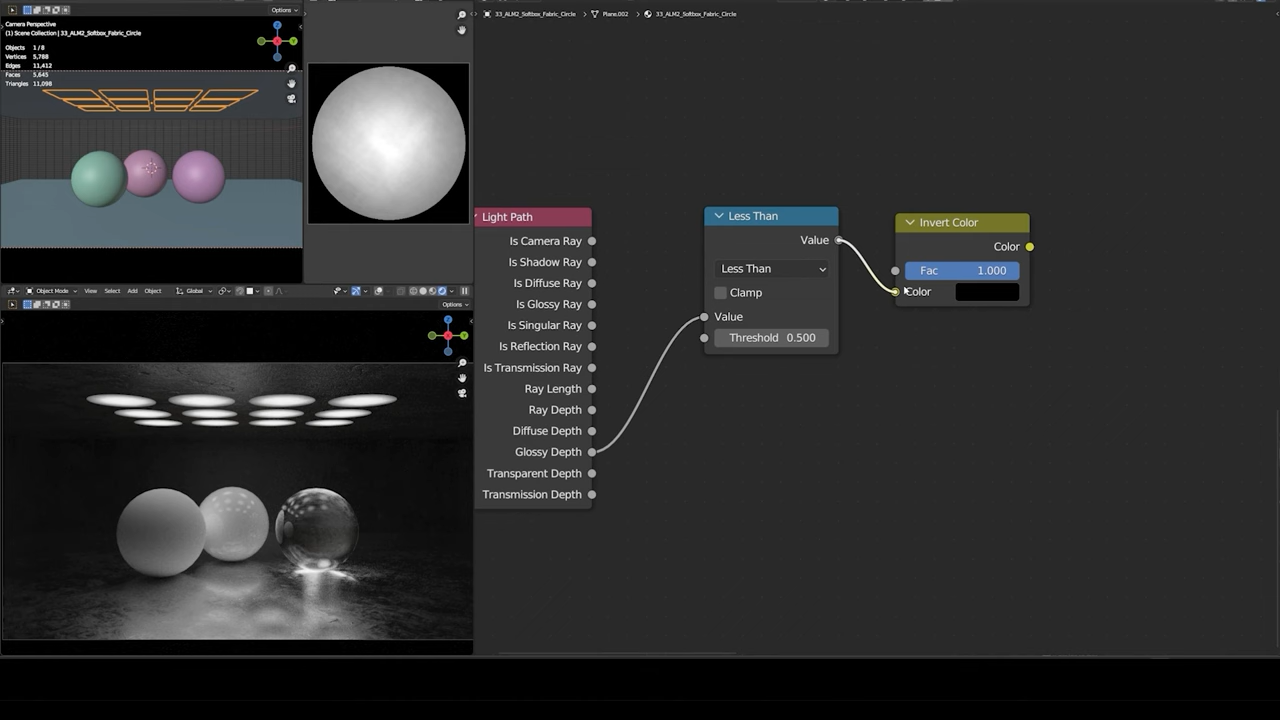 Options
Camera Perspective
(1) Scene Collection | 33_ALM2_Softbox_Fabric_Circle
Objects 1/8
Vertices 5,788
Edges 11,412
Faces 5,645
Triangles 11,098
33_ALM2_Softbox_Fabric_Circle > Plane.002 > 33_ALM2_Softbox_Fabric_Circle
Light Path
Is Camera Ray
Is Shadow Ray
Is Diffuse Ray
Is Glossy Ray
Is Singular Ray
Is Reflection Ray
Is Transmission Ray
Ray Length
Ray Depth
Diffuse Depth
Glossy Depth
Transparent Depth
Transmission Depth
Less Than
Value
Less Than
Clamp
Value
Threshold 0.500
Invert Color
Color
Fac 1.000
Color
Object Mode View Select Add Object Global
Options